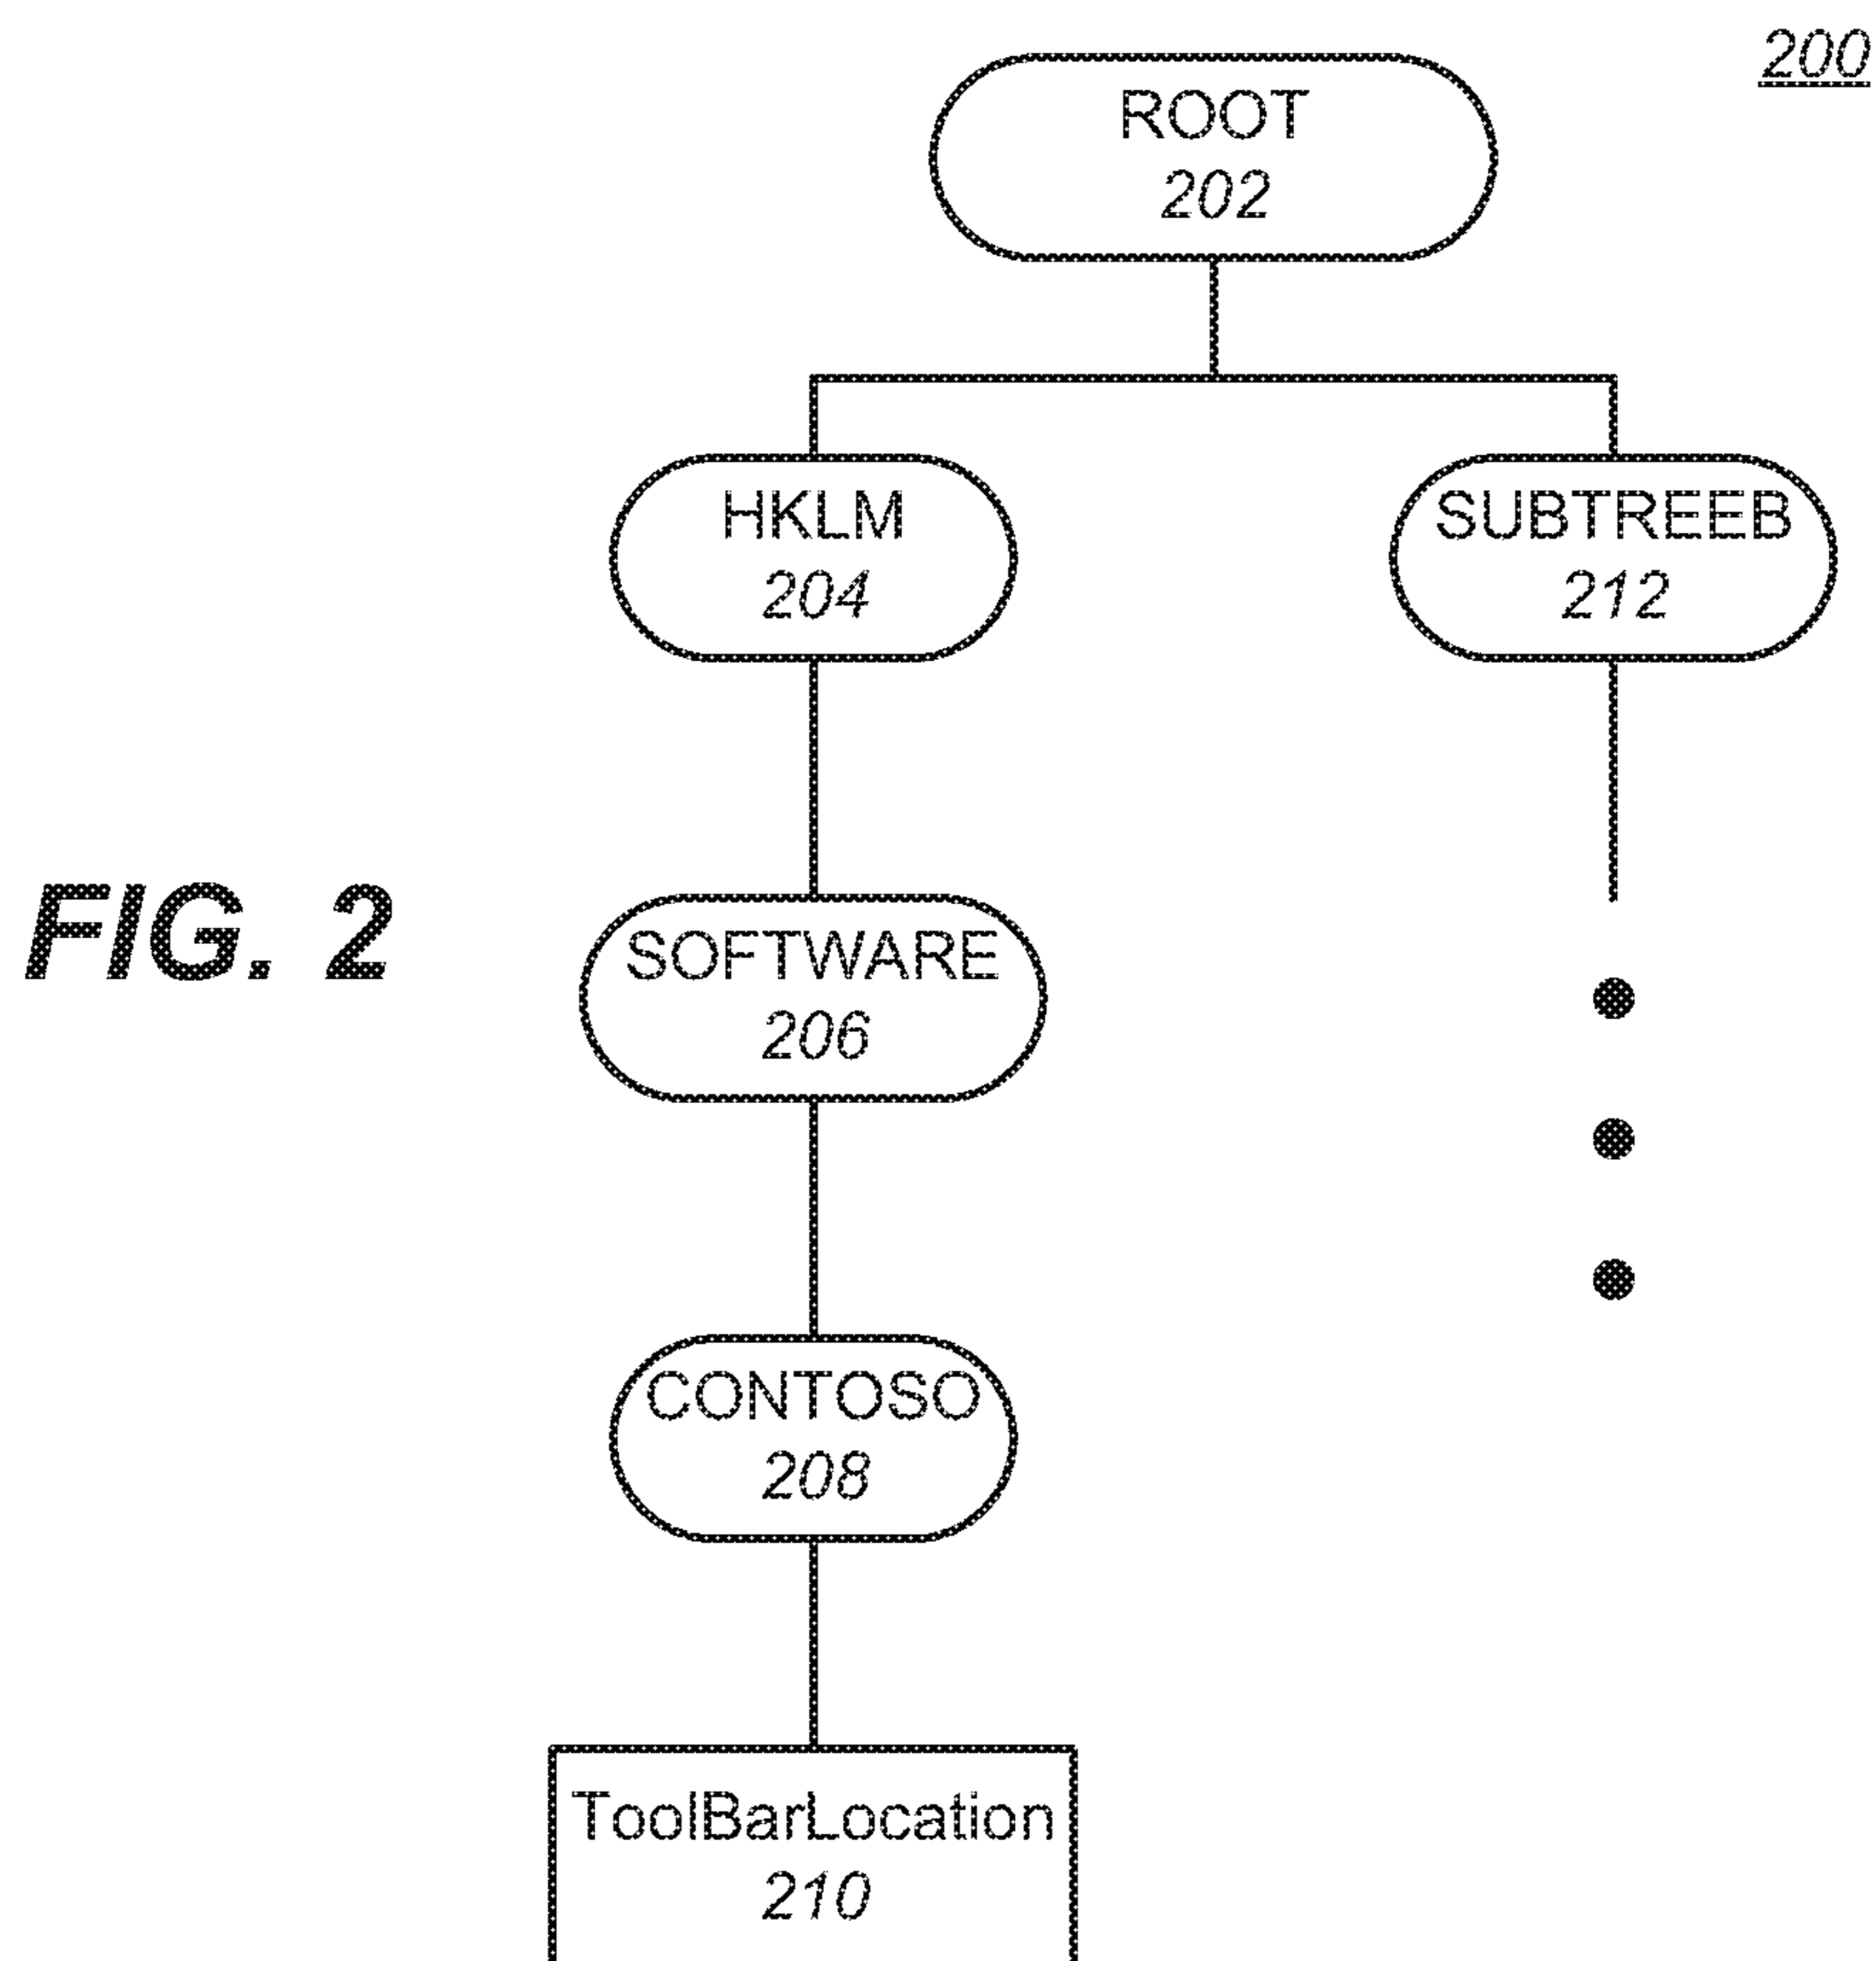 200
ROOT
202
HKLM
204
SUBTREEB
212
FIG. 2
SOFTWARE
206
CONTOSO
208
ToolBarLocation
210